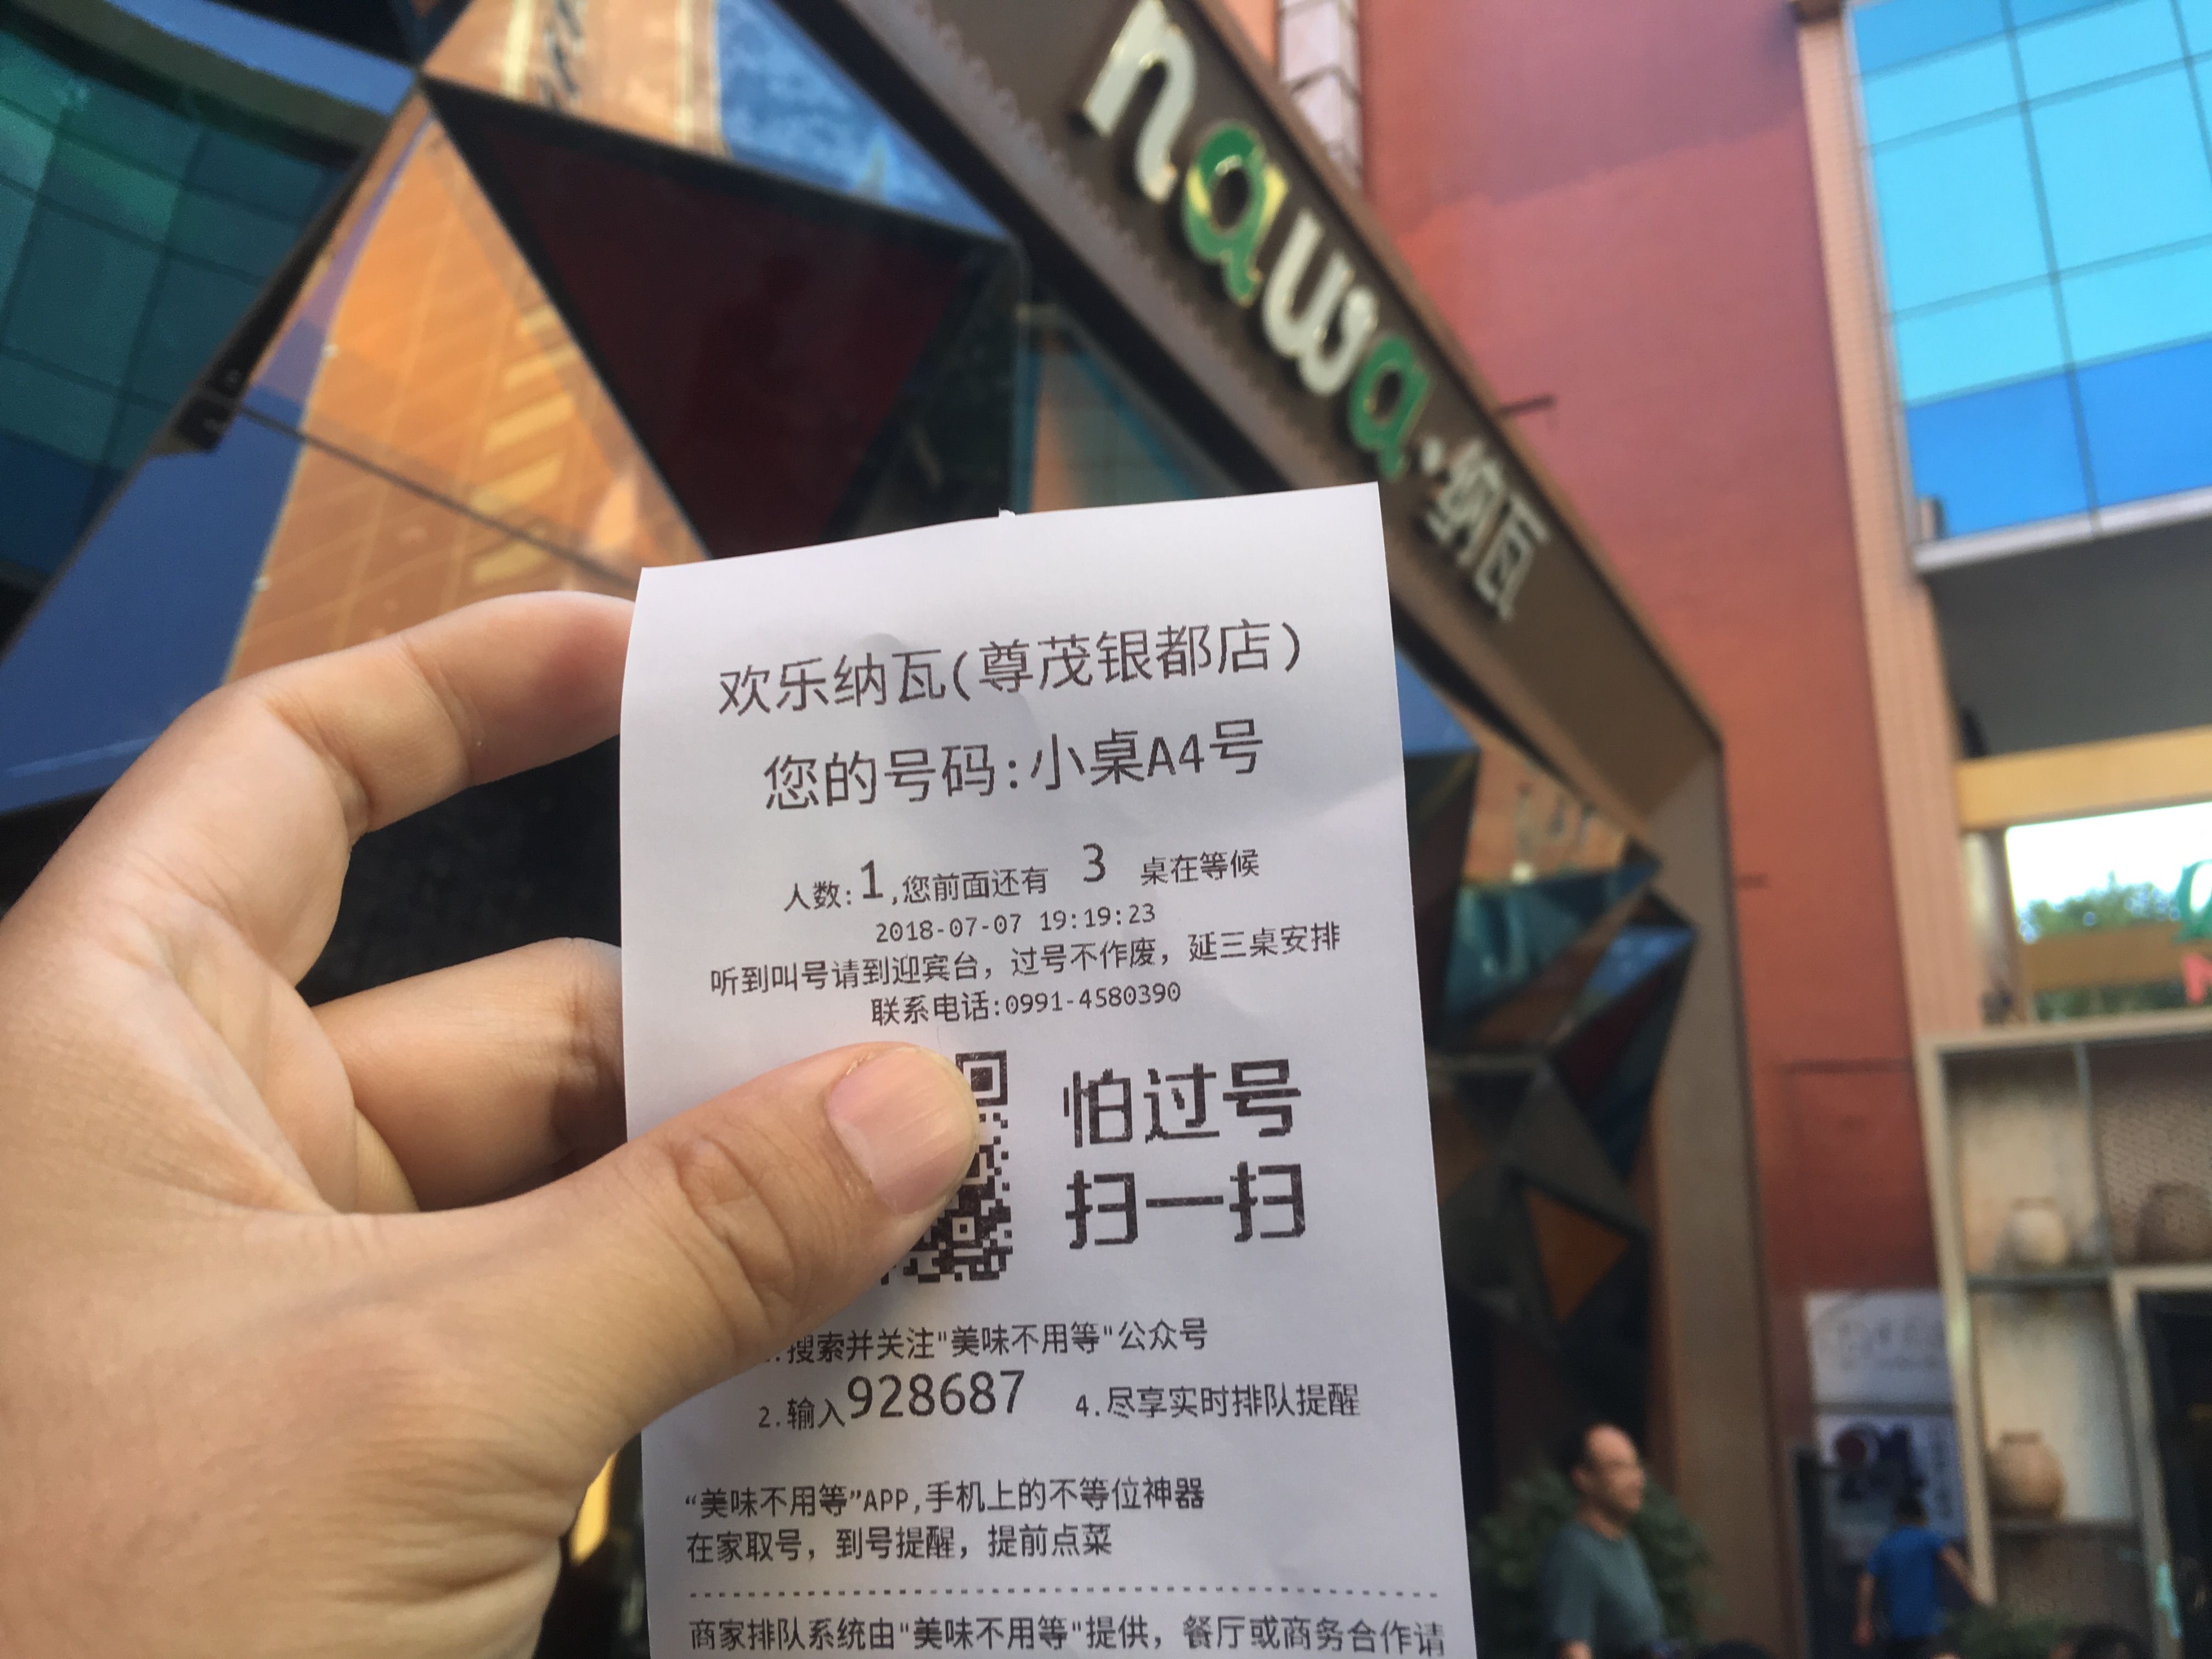 nawa·纳瓦
欢乐纳瓦(尊茂银都店)
您的号码:小桌A4号
人数:1,您前面还有 3 桌在等候
2018-07-07 19:19:23
听到叫号请到迎宾台，过号不作废，延三桌安排
联系电话:0991-4580390
怕过号
扫一扫
.搜索并关注"美味不用等"公众号
2.输入928687 4.尽享实时排队提醒
“美味不用等”APP,手机上的不等位神器
在家取号，到号提醒，提前点菜
商家排队系统由"美味不用等"提供，餐厅或商务合作请